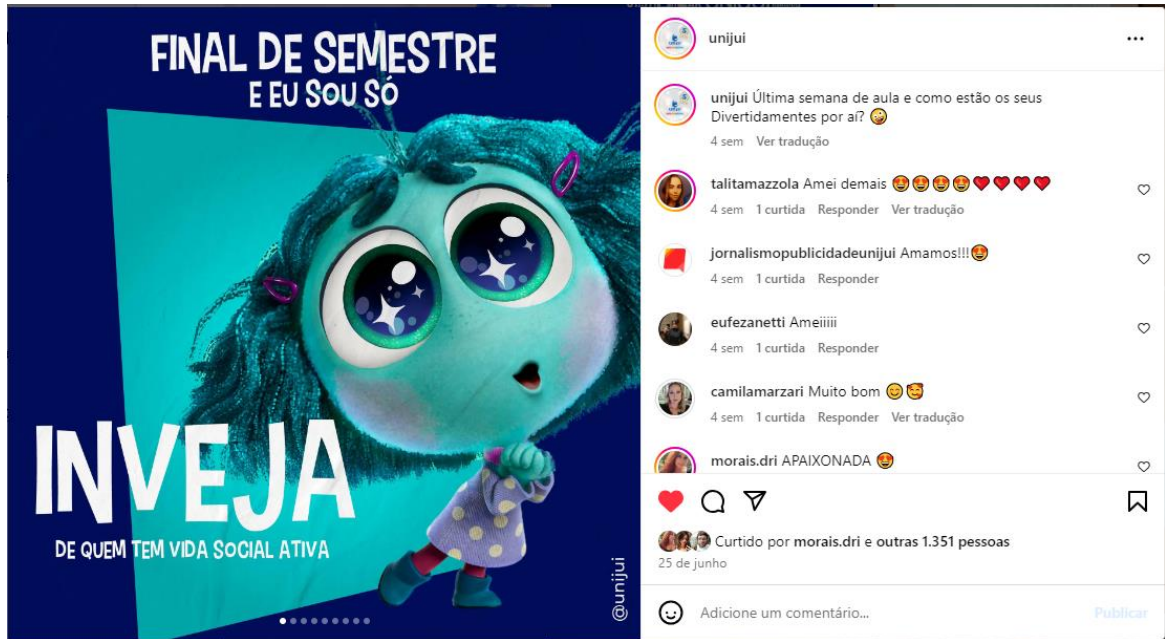 FINAL DE SEMESTRE
E EU SOU SÓ
INVEJA
DE QUEM TEM VIDA SOCIAL ATIVA
@unijui
unijui
unijui Última semana de aula e como estão os seus
Divertidamentes por aí? 🤪
4 sem Ver tradução
talitamazzola Amei demais 😍😍😍😍❤️❤️❤️❤️
4 sem 1 curtida Responder Ver tradução
jornalismopublicidadeunijui Amamos!!!😍
4 sem 1 curtida Responder
eufezanetti Ameiiiii
4 sem 1 curtida Responder
camilamarzari Muito bom 😊🥰
4 sem 1 curtida Responder Ver tradução
morais.dri APAIXONADA 😍
Curtido por morais.dri e outras 1.351 pessoas
25 de junho
Adicione um comentário... Publicar